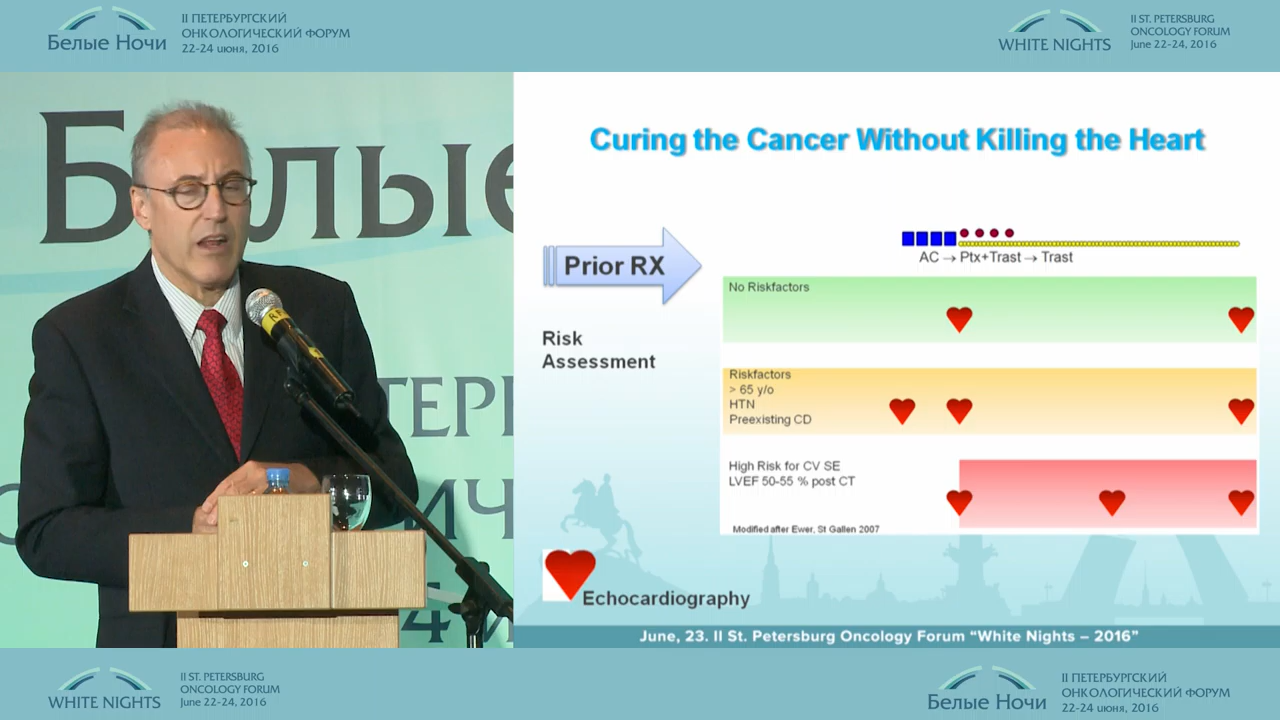 Белые Ночи
II ПЕТЕРБУРГСКИЙ
ОНКОЛОГИЧЕСКИЙ ФОРУМ
22-24 июня, 2016
WHITE NIGHTS
II ST. PETERSBURG
ONCOLOGY FORUM
June 22-24, 2016
Curing the Cancer Without Killing the Heart
Prior RX
AC → Ptx+Trast → Trast
No Riskfactors
Risk
Assessment
Riskfactors
> 65 y/o
HTN
Preexisting CD
High Risk for CV SE
LVEF 50-55 % post CT
Modified after Ewer, St Gallen 2007
Echocardiography
June, 23. II St. Petersburg Oncology Forum “White Nights – 2016”
WHITE NIGHTS
II ST. PETERSBURG
ONCOLOGY FORUM
June 22-24, 2016
Белые Ночи
II ПЕТЕРБУРГСКИЙ
ОНКОЛОГИЧЕСКИЙ ФОРУМ
22-24 июня, 2016